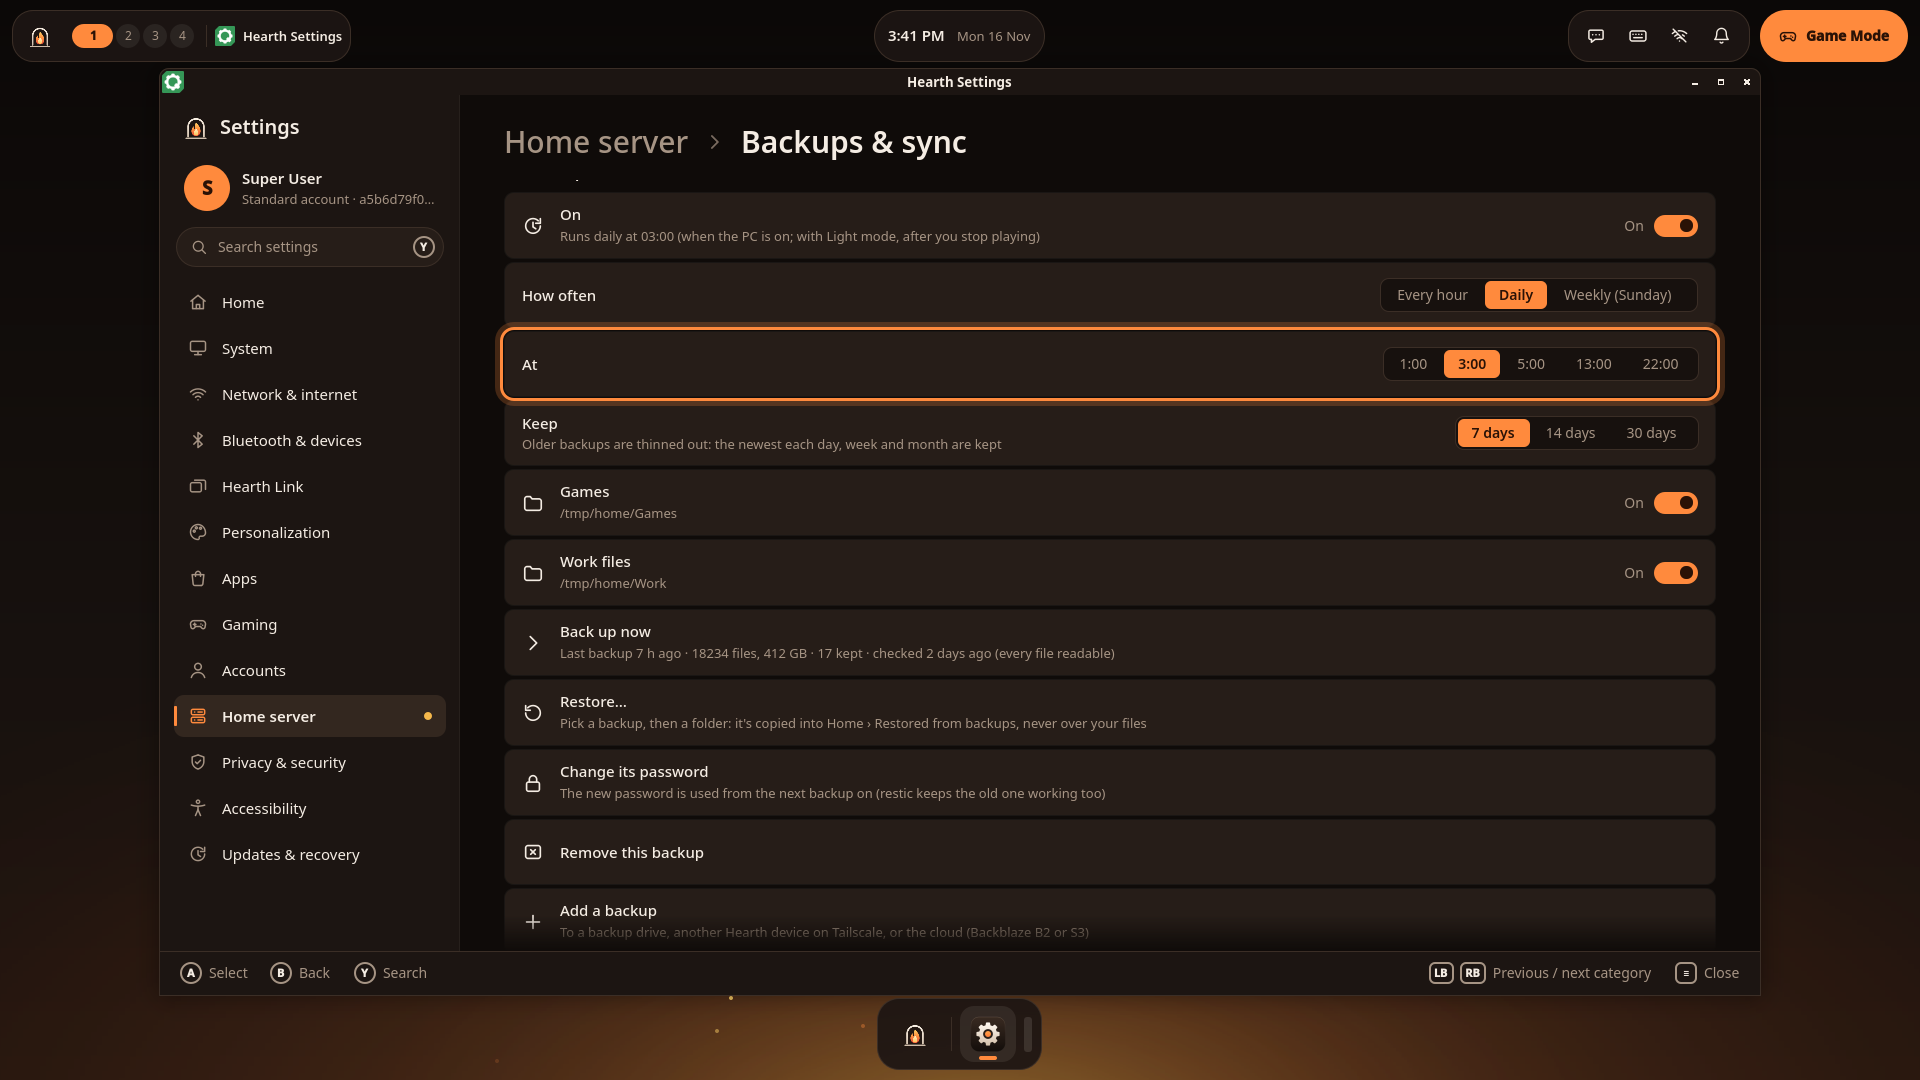 1
2
3
4
Hearth Settings
3:41 PM Mon 16 Nov
Game Mode
Hearth Settings
Settings
S
Super User
Standard account · a5b6d79f0...
Search settings
Y
Home
System
Network & internet
Bluetooth & devices
Hearth Link
Personalization
Apps
Gaming
Accounts
Home server
Privacy & security
Accessibility
Updates & recovery
Home server > Backups & sync
On
Runs daily at 03:00 (when the PC is on; with Light mode, after you stop playing)
On
How often
Every hour Daily Weekly (Sunday)
At
1:00 3:00 5:00 13:00 22:00
Keep
Older backups are thinned out: the newest each day, week and month are kept
7 days 14 days 30 days
Games
/tmp/home/Games
On
Work files
/tmp/home/Work
On
Back up now
Last backup 7 h ago · 18234 files, 412 GB · 17 kept · checked 2 days ago (every file readable)
Restore...
Pick a backup, then a folder: it's copied into Home › Restored from backups, never over your files
Change its password
The new password is used from the next backup on (restic keeps the old one working too)
Remove this backup
Add a backup
To a backup drive, another Hearth device on Tailscale, or the cloud (Backblaze B2 or S3)
A Select B Back Y Search
LB RB Previous / next category ≡ Close